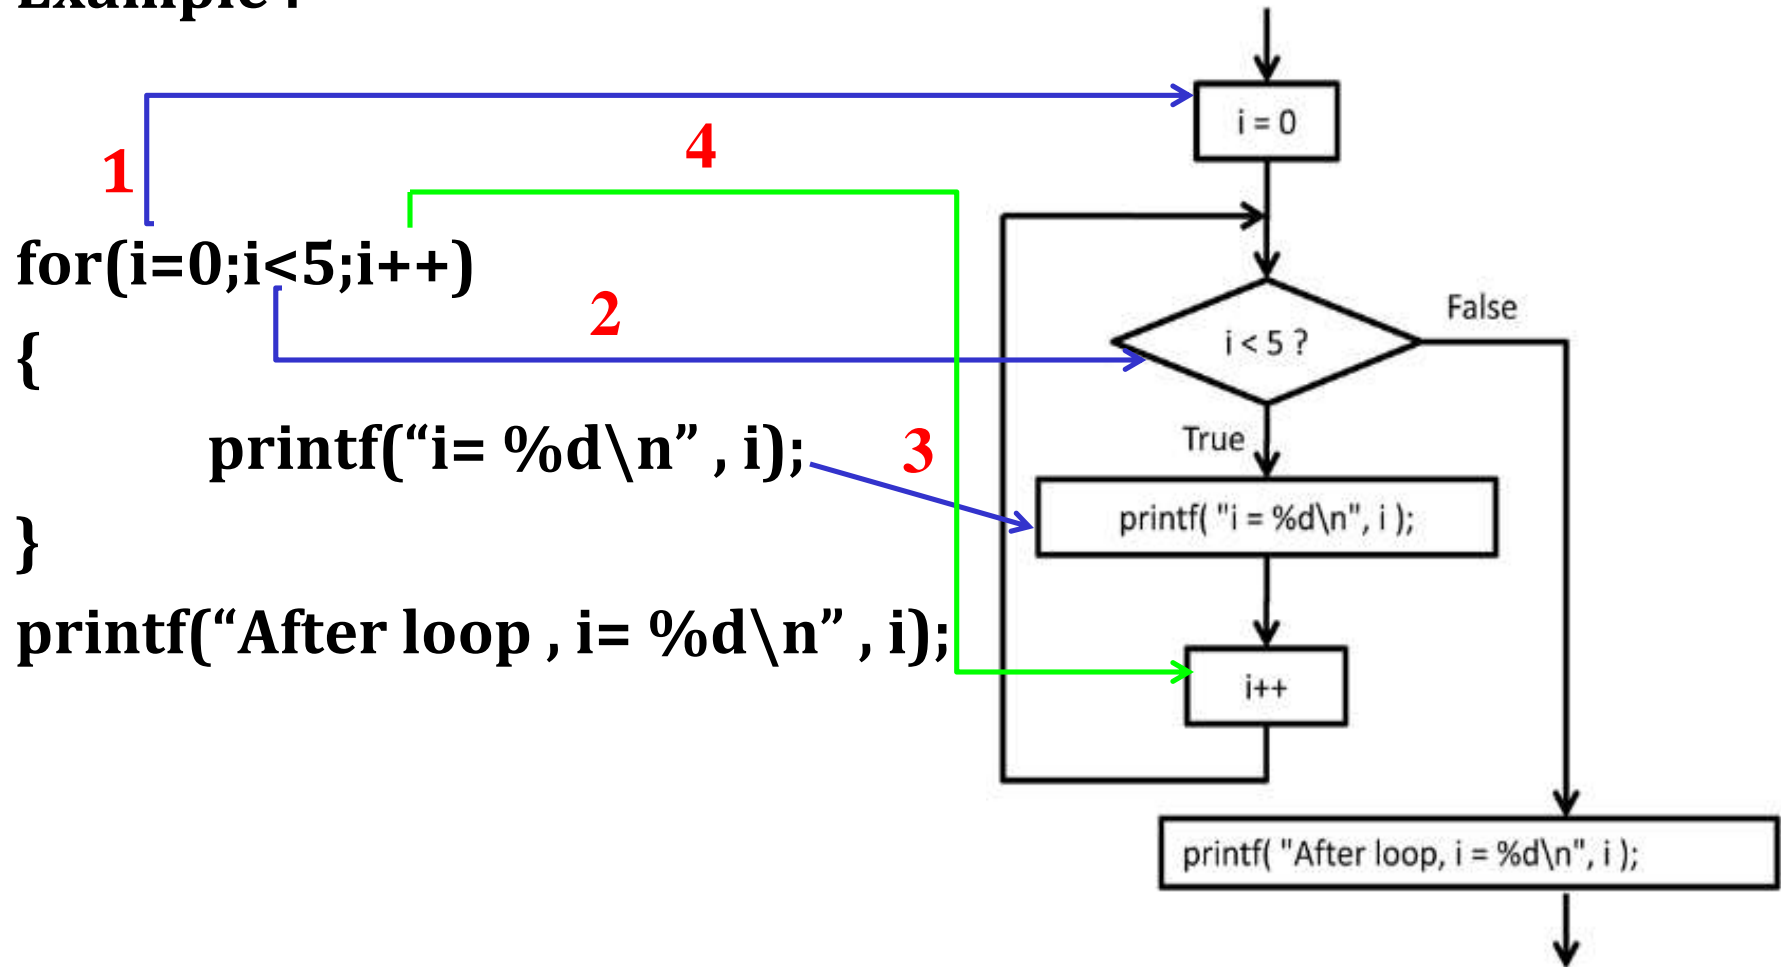 Example :
1
4
for(i=0;i<5;i++)
2
{
printf(“i= %d\n” , i);
3
}
printf(“After loop , i= %d\n” , i);
i = 0
i < 5 ?
False
True
printf( "i = %d\n", i );
i++
printf( "After loop, i = %d\n", i );